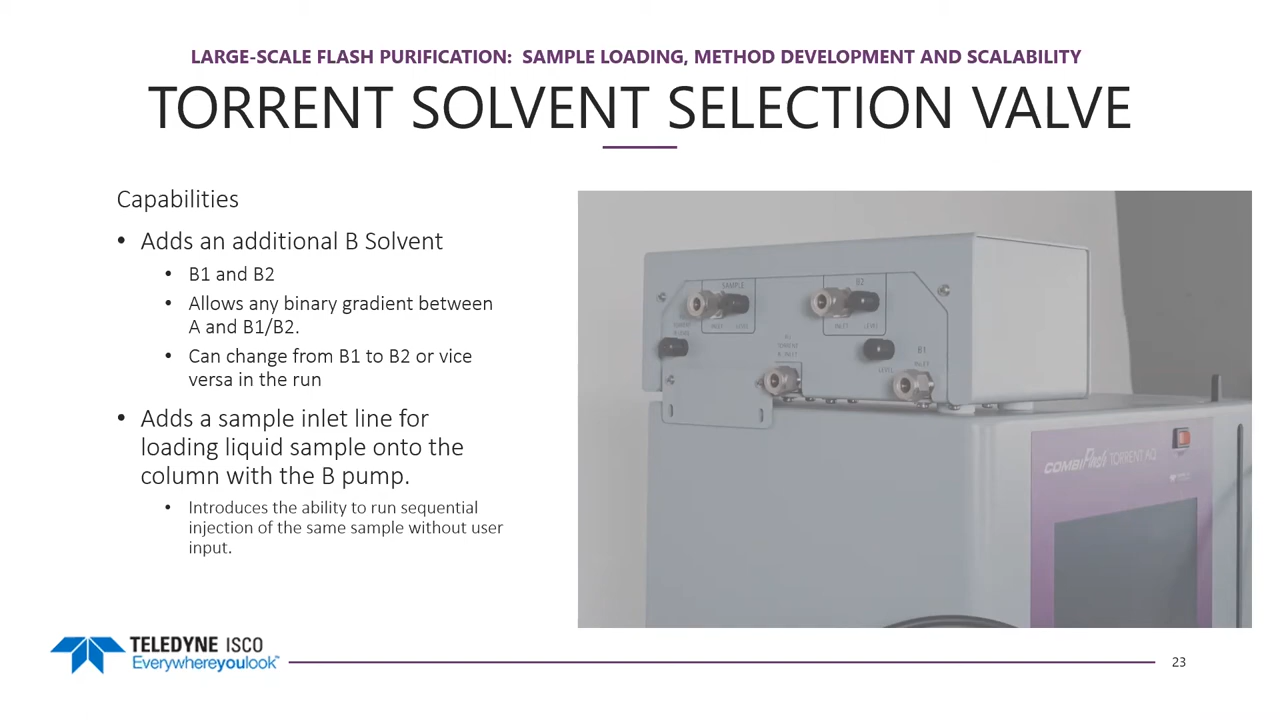 LARGE-SCALE FLASH PURIFICATION:  SAMPLE LOADING, METHOD DEVELOPMENT AND SCALABILITY
TORRENT SOLVENT SELECTION VALVE
Capabilities
• Adds an additional B Solvent
• B1 and B2
• Allows any binary gradient between
A and B1/B2.
• Can change from B1 to B2 or vice
versa in the run
• Adds a sample inlet line for
loading liquid sample onto the
column with the B pump.
• Introduces the ability to run sequential
injection of the same sample without user
input.
SAMPLE
INLET
B2
INLET LEVEL
TORRENT
B INLET
LEVEL
B1
INLET
COMBiFlash TORRENT AQ
TELEDYNE ISCO
Everywhereyoulook™
23